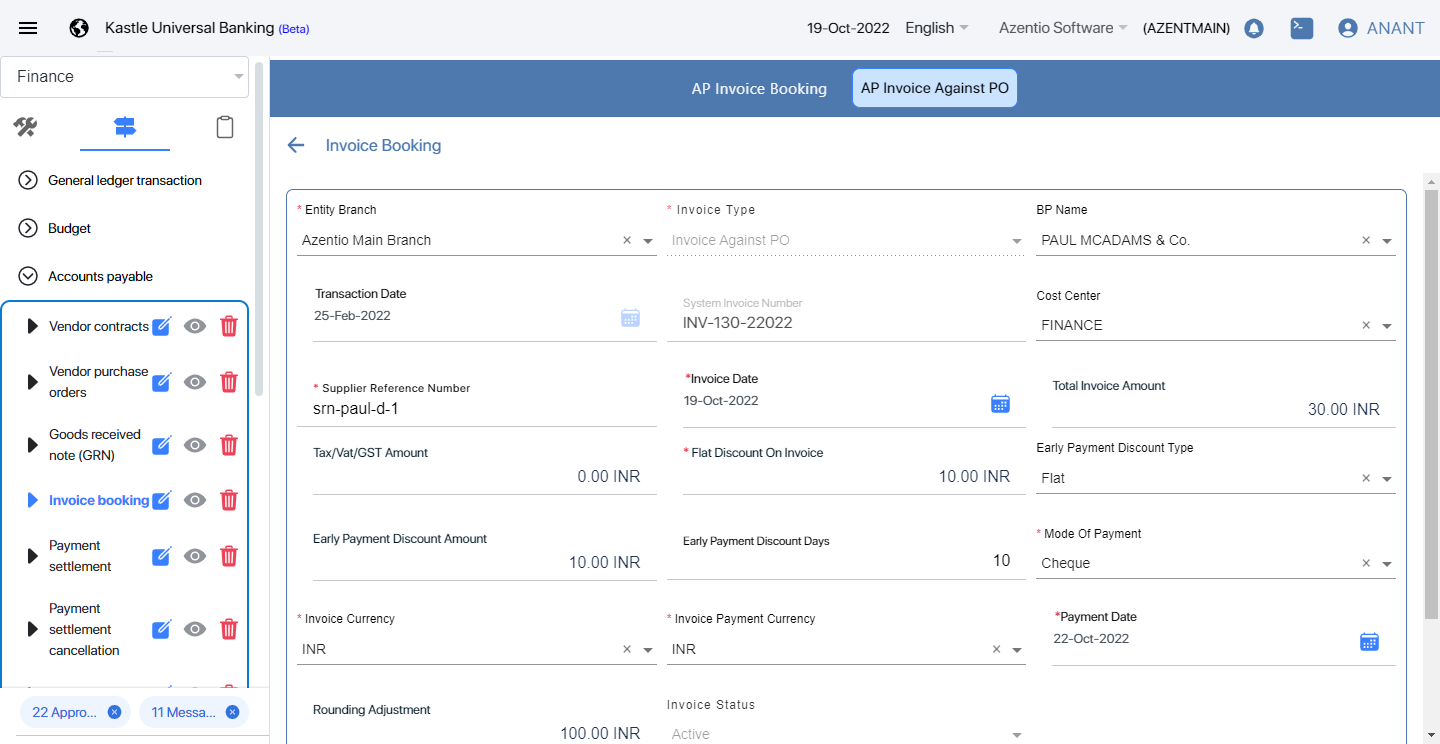 Kastle Universal Banking (Beta)
19-Oct-2022
English
Azentio Software
(AZENTMAIN)
ANANT
Finance
General ledger transaction
Budget
Accounts payable
Vendor contracts
Vendor purchase
orders
Goods received
note (GRN)
Invoice booking
Payment
settlement
Payment
settlement
cancellation
22 Appro...
11 Messa...
AP Invoice Booking
AP Invoice Against PO
Invoice Booking
* Entity Branch
Azentio Main Branch
* Invoice Type
Invoice Against PO
BP Name
PAUL MCADAMS & Co.
Transaction Date
25-Feb-2022
System Invoice Number
INV-130-22022
Cost Center
FINANCE
* Supplier Reference Number
srn-paul-d-1
*Invoice Date
19-Oct-2022
Total Invoice Amount
30.00 INR
Tax/Vat/GST Amount
0.00 INR
* Flat Discount On Invoice
10.00 INR
Early Payment Discount Type
Flat
Early Payment Discount Amount
10.00 INR
Early Payment Discount Days
10
* Mode Of Payment
Cheque
* Invoice Currency
INR
* Invoice Payment Currency
INR
*Payment Date
22-Oct-2022
Rounding Adjustment
100.00 INR
Invoice Status
Active